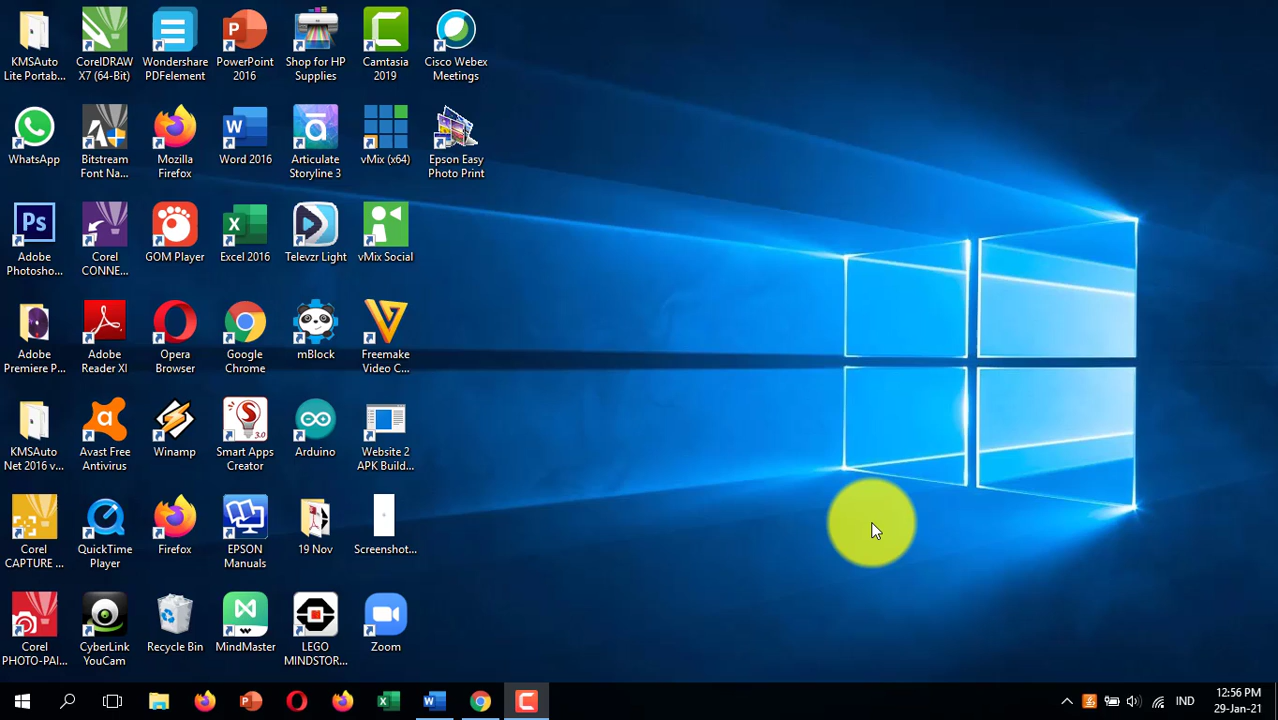 KMSAuto
Lite Portab...
CorelDRAW
X7 (64-Bit)
Wondershare
PDFelement
PowerPoint
2016
Shop for HP
Supplies
Camtasia
2019
Cisco Webex
Meetings
WhatsApp
Bitstream
Font Na...
Mozilla
Firefox
W
Word 2016
Articulate
Storyline 3
vMix (x64)
Epson Easy
Photo Print
Ps
Adobe
Photosho...
Corel
CONNE...
GOM Player
X
Excel 2016
Televzr Light
vMix Social
Adobe
Premiere P...
Adobe
Reader XI
Opera
Browser
Google
Chrome
mBlock
Freemake
Video C...
KMSAuto
Net 2016 v...
Avast Free
Antivirus
Winamp
3.0
Smart Apps
Creator
Arduino
Website 2
APK Build...
Corel
CAPTURE ...
QuickTime
Player
Firefox
EPSON
Manuals
19 Nov
Screenshot...
Corel
PHOTO-PAI...
CyberLink
YouCam
Recycle Bin
MindMaster
LEGO
MINDSTOR...
Zoom
IND
12:56 PM
29-Jan-21